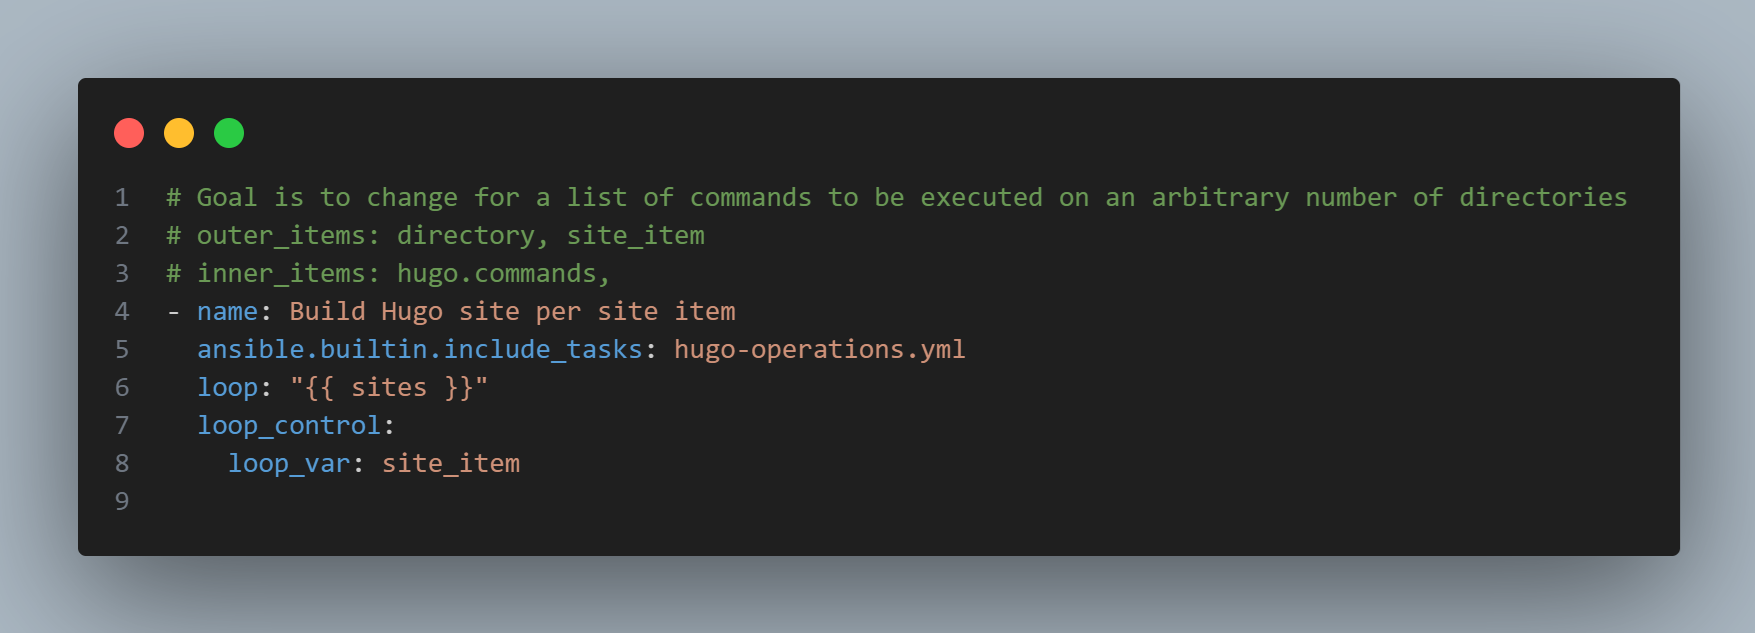 1 # Goal is to change for a list of commands to be executed on an arbitrary number of directories
2 # outer_items: directory, site_item
3 # inner_items: hugo.commands,
4 - name: Build Hugo site per site item
5   ansible.builtin.include_tasks: hugo-operations.yml
6   loop: "{{ sites }}"
7   loop_control:
8     loop_var: site_item
9